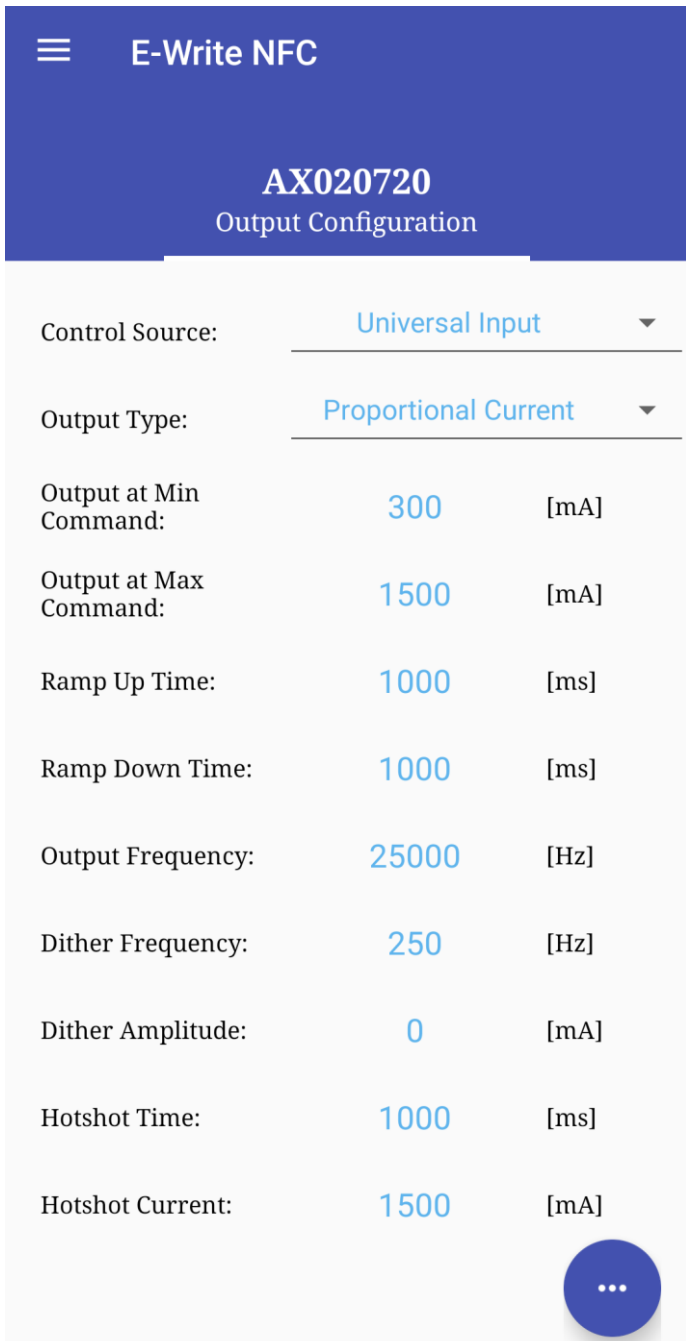 E-Write NFC
AX020720
Output Configuration
Control Source: Universal Input
Output Type: Proportional Current
Output at Min
Command: 300 [mA]
Output at Max
Command: 1500 [mA]
Ramp Up Time: 1000 [ms]
Ramp Down Time: 1000 [ms]
Output Frequency: 25000 [Hz]
Dither Frequency: 250 [Hz]
Dither Amplitude: 0 [mA]
Hotshot Time: 1000 [ms]
Hotshot Current: 1500 [mA]